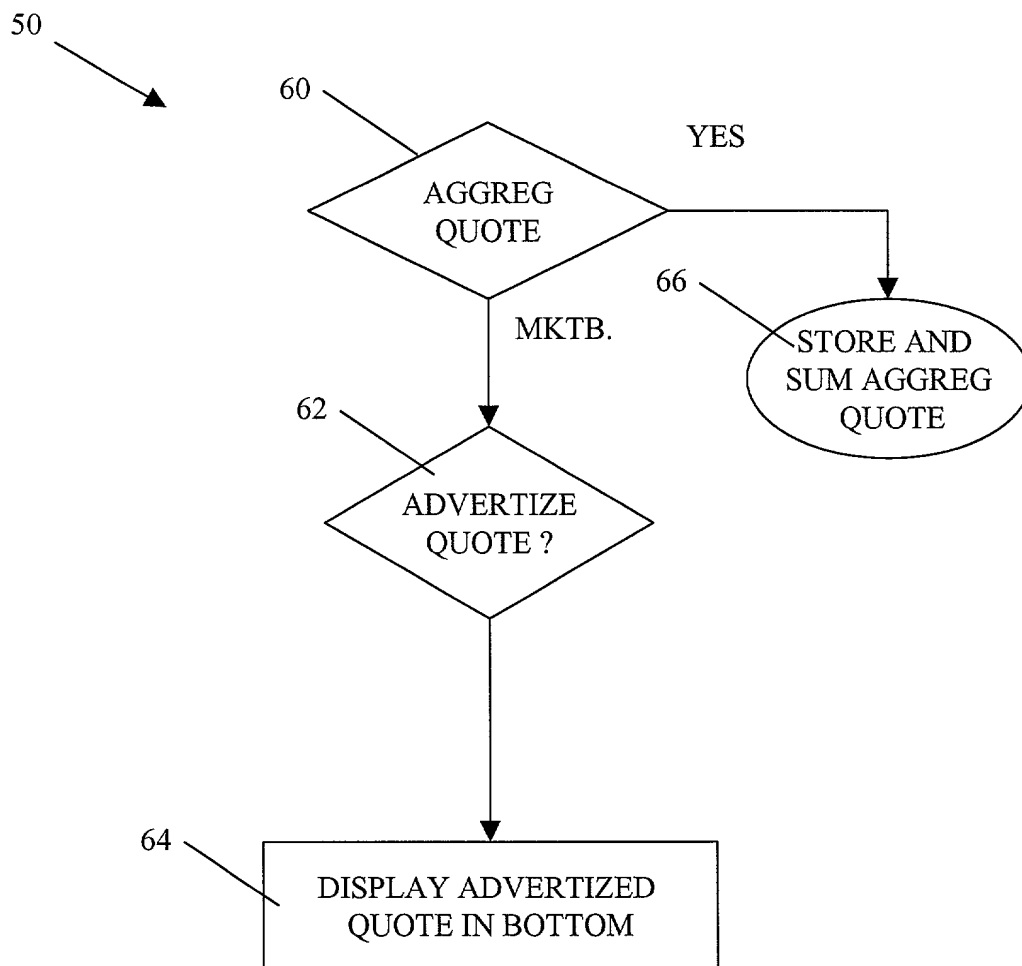 50
60
YES
AGGREG
QUOTE
66
MKTB.
STORE AND
SUM AGGREG
QUOTE
62
ADVERTIZE
QUOTE ?
64
DISPLAY ADVERTIZED
QUOTE IN BOTTOM